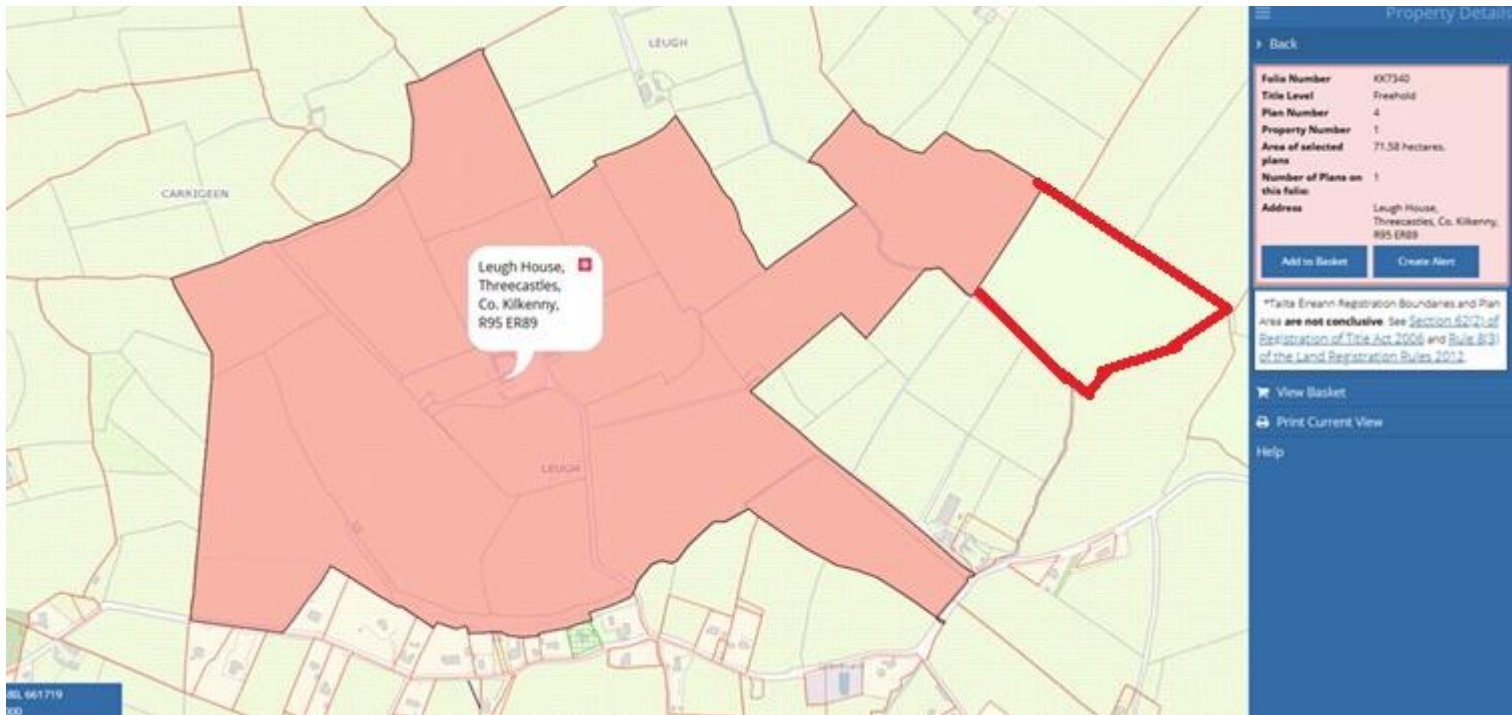 LEUGH
CARRIGEEN
Leugh House,
Threecastles,
Co. Kilkenny,
R95 ER89
LEUGH
661719
Property Details
Back
Folio Number KK7340
Title Level Freehold
Plan Number 4
Property Number 1
Area of selected 71.58 hectares.
plans
Number of Plans on 1
this folio:
Address Leugh House,
Threecastles, Co. Kilkenny,
R95 ER89
Add to Basket Create Alert
*Tailte Éireann Registration Boundaries and Plan
Area are not conclusive. See Section 62(2) of
Registration of Title Act 2006 and Rule 8(3)
of the Land Registration Rules 2012.
View Basket
Print Current View
Help